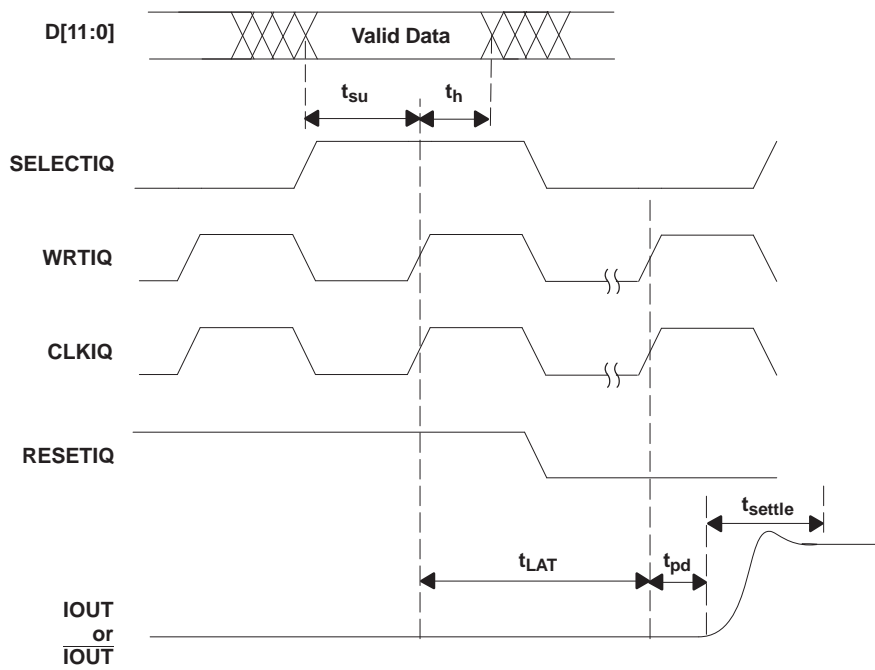 D[11:0]
Valid Data
tsu
th
SELECTIQ
WRTIQ
CLKIQ
RESETIQ
tsettle
tLAT
tpd
IOUT
or
IOUT